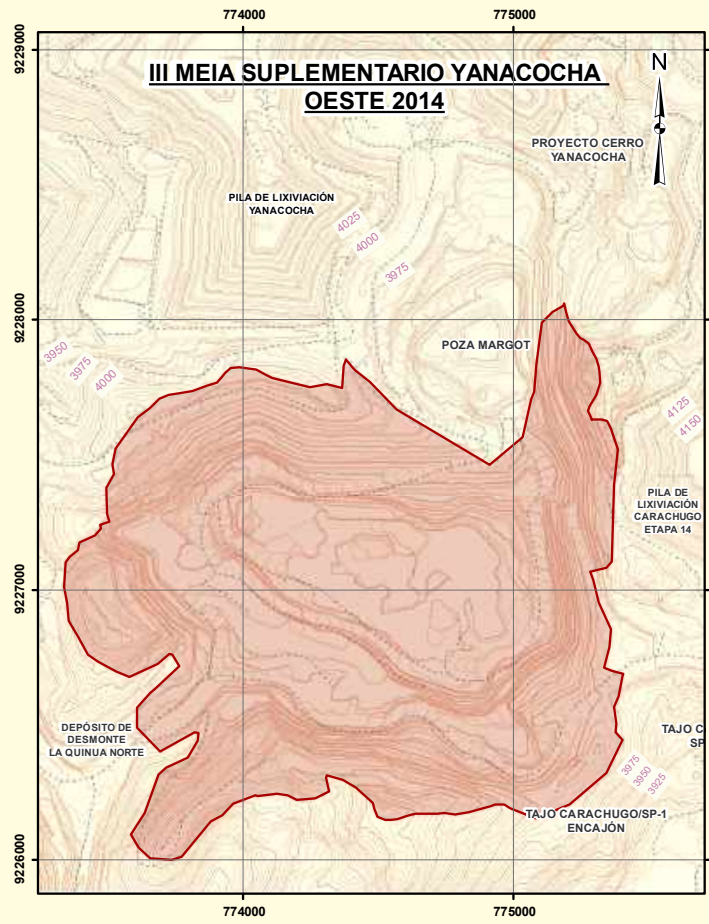 774000
775000
9229000
III MEIA SUPLEMENTARIO YANACOCHA
OESTE 2014
N
PROYECTO CERRO
YANACOCHA
PILA DE LIXIVIACIÓN
YANACOCHA
4025
4000
3975
9228000
POZA MARGOT
3950
3975
4000
4125
4150
PILA DE
LIXIVIACIÓN
CARACHUGO
ETAPA 14
9227000
DEPÓSITO DE
DESMONTE
LA QUINUA NORTE
TAJO C
SP
3975
3950
3925
TAJO CARACHUGO/SP-1
ENCAJÓN
9226000
774000
775000